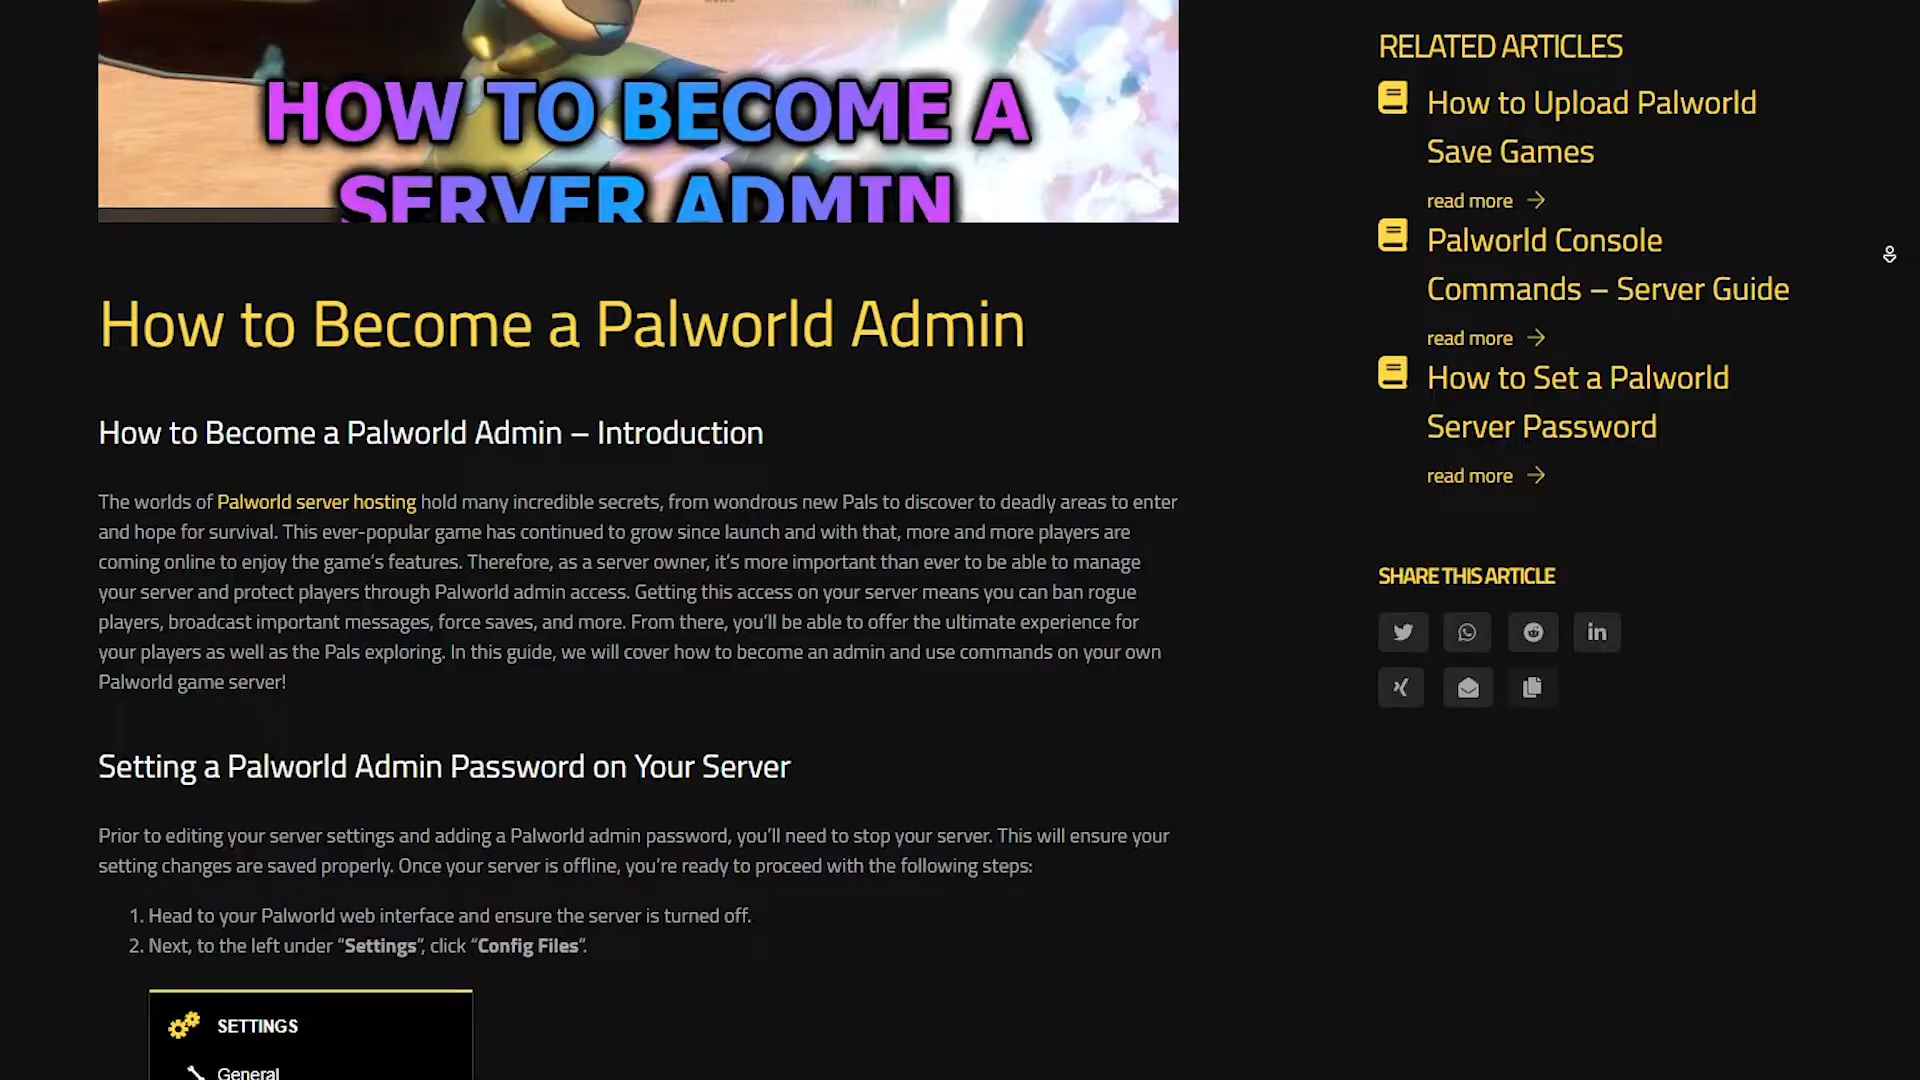 HOW TO BECOME A
SERVER ADMIN
How to Become a Palworld Admin
How to Become a Palworld Admin – Introduction
The worlds of Palworld server hosting hold many incredible secrets, from wondrous new Pals to discover to deadly areas to enter
and hope for survival. This ever-popular game has continued to grow since launch and with that, more and more players are
coming online to enjoy the game’s features. Therefore, as a server owner, it’s more important than ever to be able to manage
your server and protect players through Palworld admin access. Getting this access on your server means you can ban rogue
players, broadcast important messages, force saves, and more. From there, you’ll be able to offer the ultimate experience for
your players as well as the Pals exploring. In this guide, we will cover how to become an admin and use commands on your own
Palworld game server!
Setting a Palworld Admin Password on Your Server
Prior to editing your server settings and adding a Palworld admin password, you’ll need to stop your server. This will ensure your
setting changes are saved properly. Once your server is offline, you’re ready to proceed with the following steps:
1. Head to your Palworld web interface and ensure the server is turned off.
2. Next, to the left under “Settings”, click “Config Files”.
SETTINGS
General
RELATED ARTICLES
How to Upload Palworld
Save Games
read more →
Palworld Console
Commands – Server Guide
read more →
How to Set a Palworld
Server Password
read more →
SHARE THIS ARTICLE